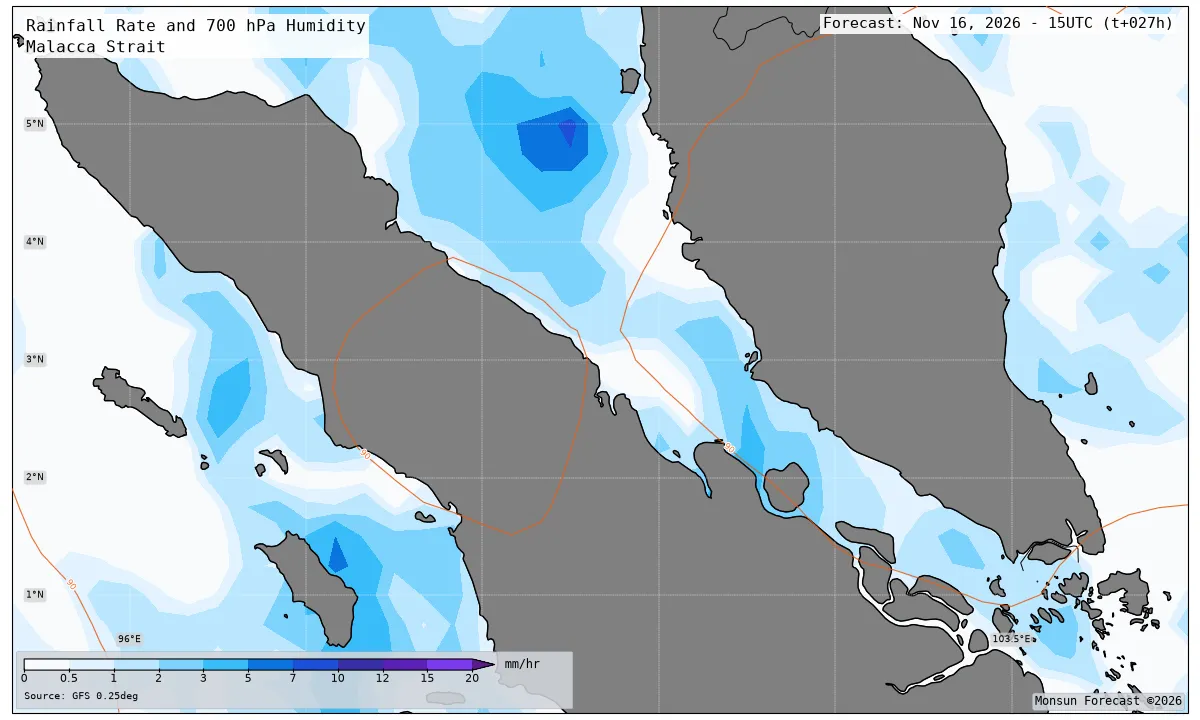 Rainfall Rate and 700 hPa Humidity
Malacca Strait
Forecast: Nov 16, 2026 - 15UTC (t+027h)
5°N
4°N
3°N
2°N
1°N
96°E
103.5°E
90
90
90
mm/hr
0 0.5 1 2 3 5 7 10 12 15 20
Source: GFS 0.25deg
Monsun Forecast ©2026